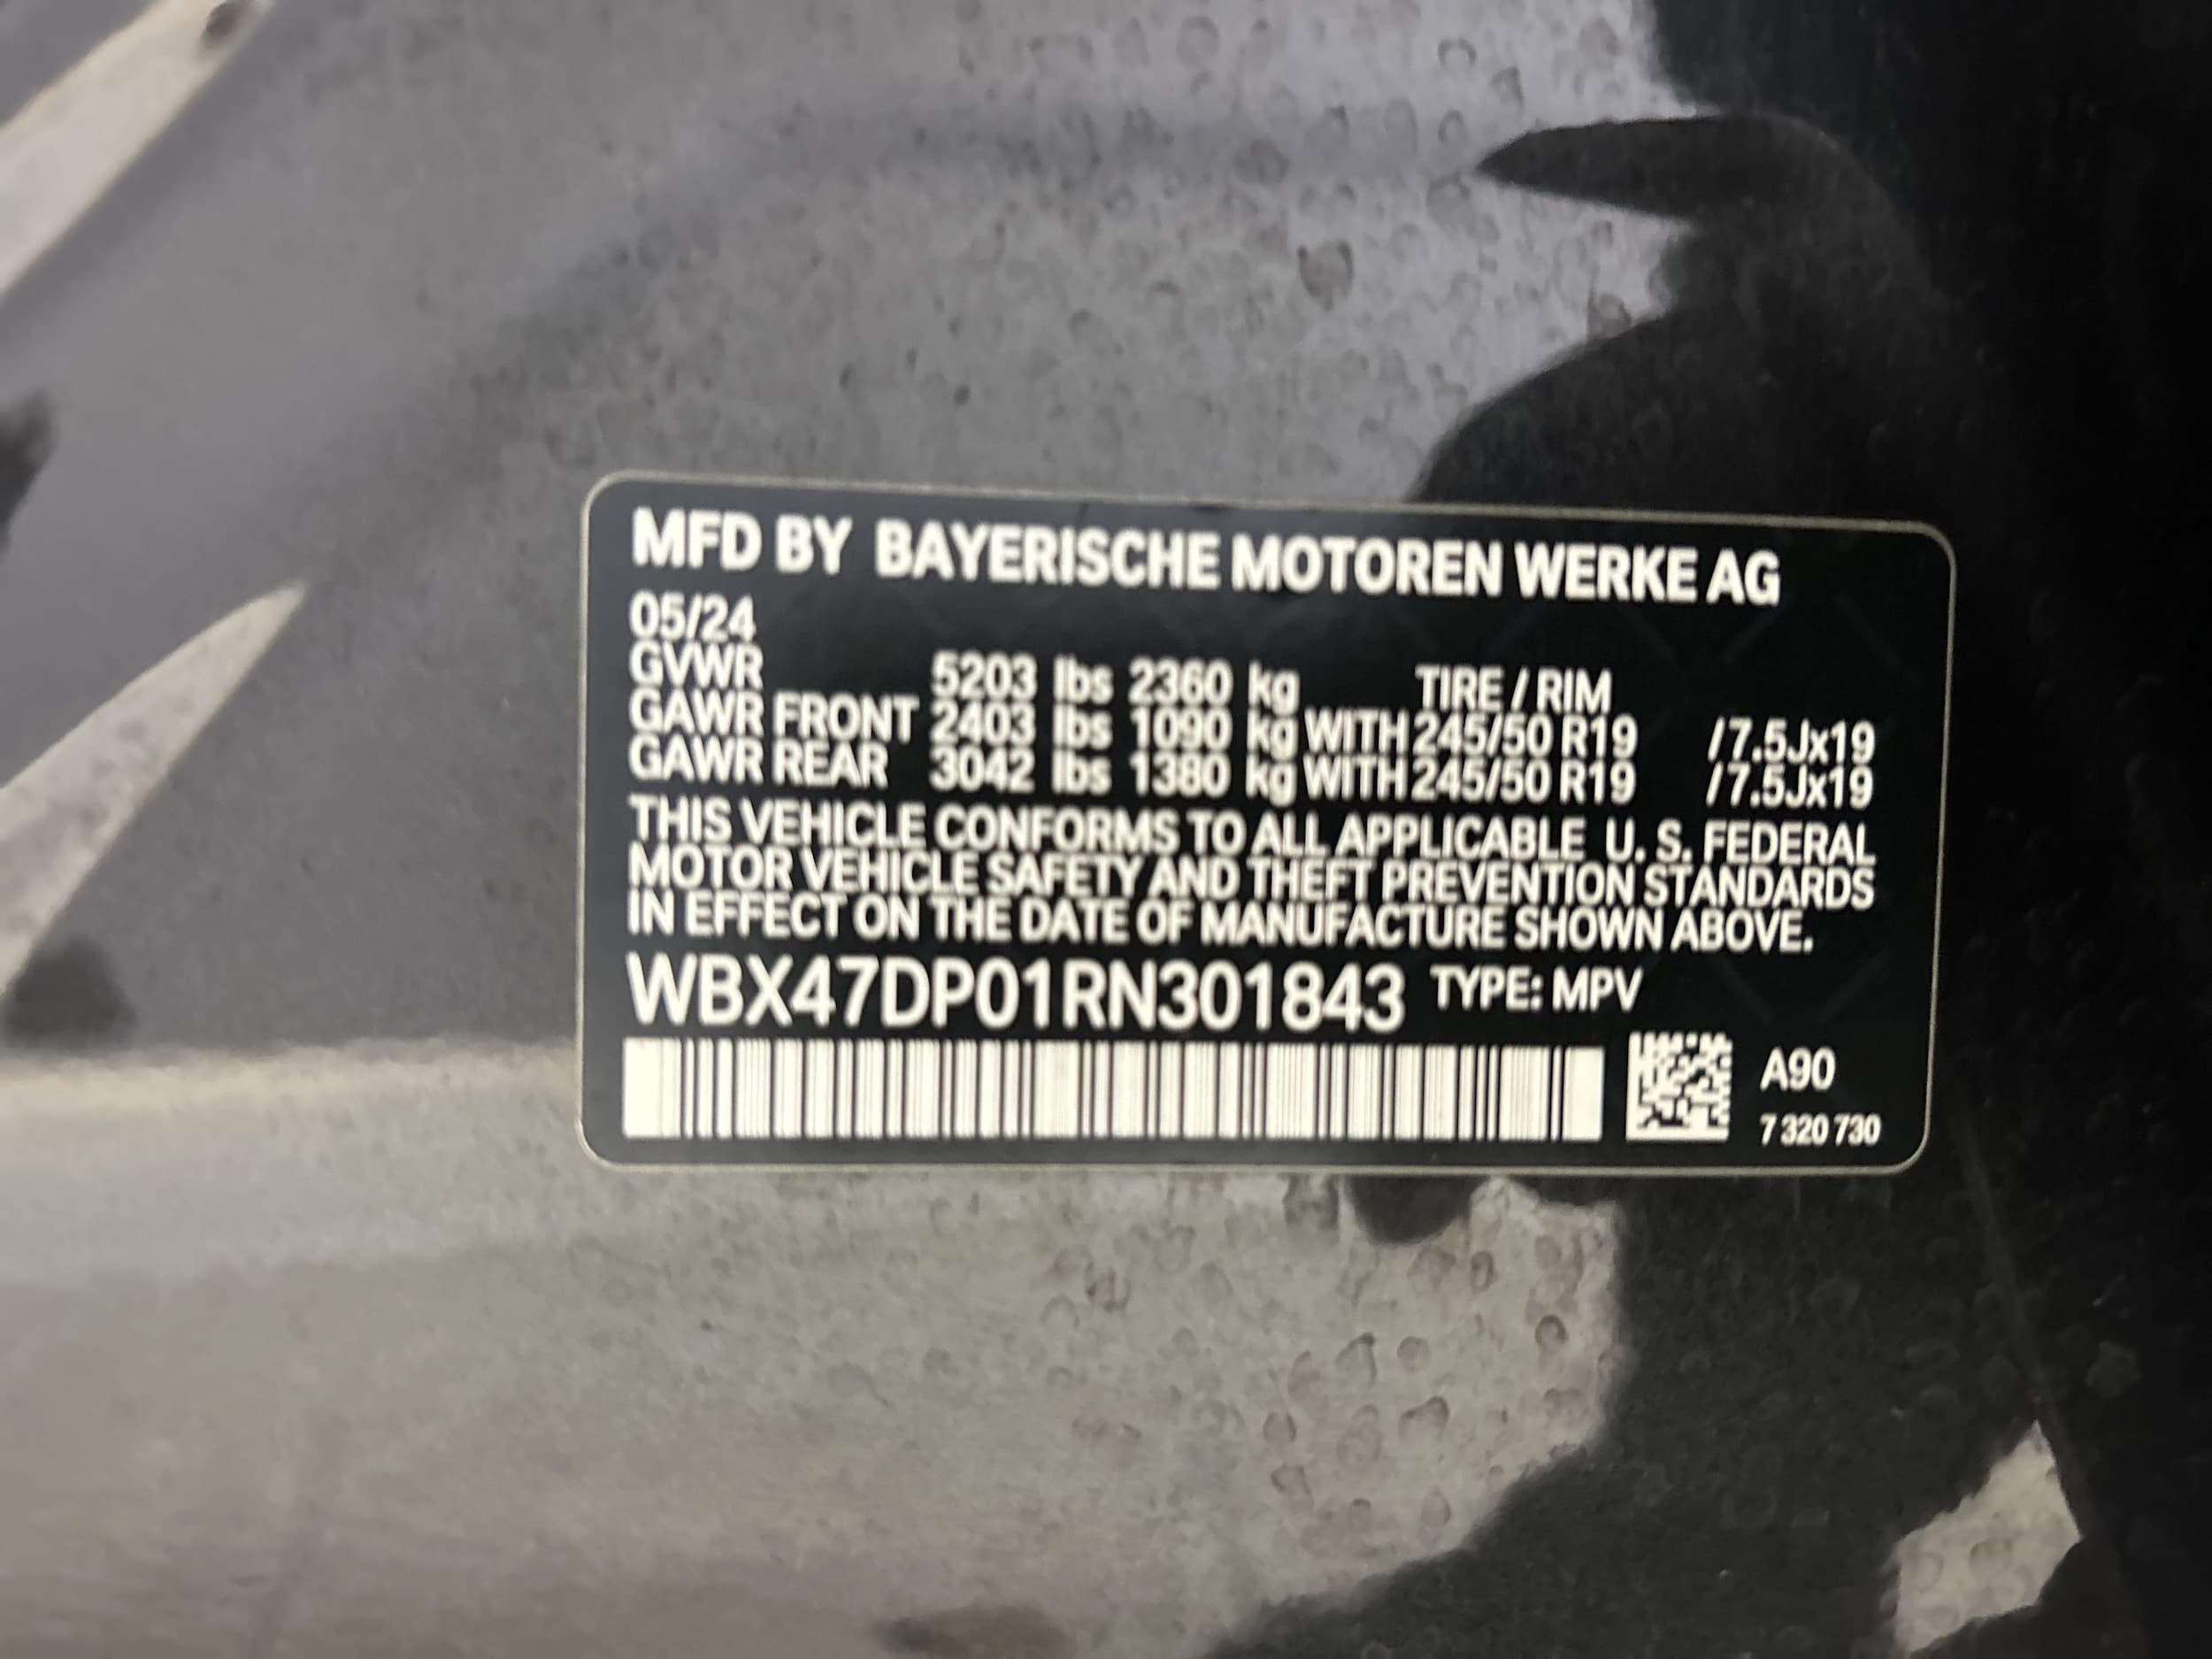 MFD BY BAYERISCHE MOTOREN WERKE AG
05/24
GVWR 5203 lbs 2360 kg TIRE / RIM
GAWR FRONT 2403 lbs 1090 kg WITH 245/50 R19 /7.5Jx19
GAWR REAR 3042 lbs 1380 kg WITH 245/50 R19 /7.5Jx19
THIS VEHICLE CONFORMS TO ALL APPLICABLE U. S. FEDERAL
MOTOR VEHICLE SAFETY AND THEFT PREVENTION STANDARDS
IN EFFECT ON THE DATE OF MANUFACTURE SHOWN ABOVE.
WBX47DP01RN301843 TYPE: MPV
A90
7 320 730